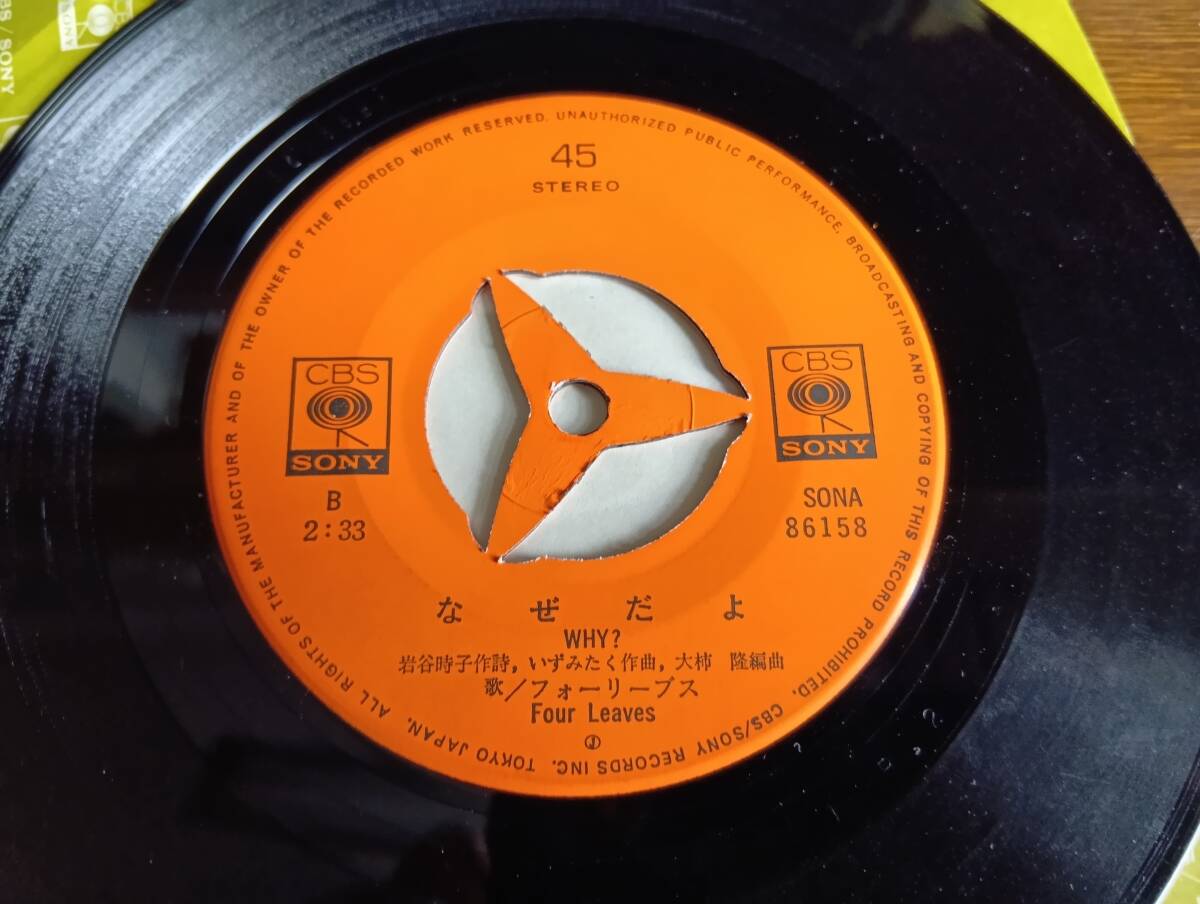 45
STEREO
ALL RIGHTS OF THE MANUFACTURER AND OF THE OWNER OF THE RECORDED WORK RESERVED. UNAUTHORIZED PUBLIC PERFORMANCE, BROADCASTING AND COPYING OF THIS RECORD PROHIBITED.
CBS
SONY
CBS
SONY
B
2:33
SONA
86158
なぜだよ
WHY?
岩谷時子作詩, いずみたく作曲, 大柿 隆編曲
歌/フォーリーブス
Four Leaves
Ⓙ
CBS/SONY RECORDS INC. TOKYO JAPAN.
SONY
SONY